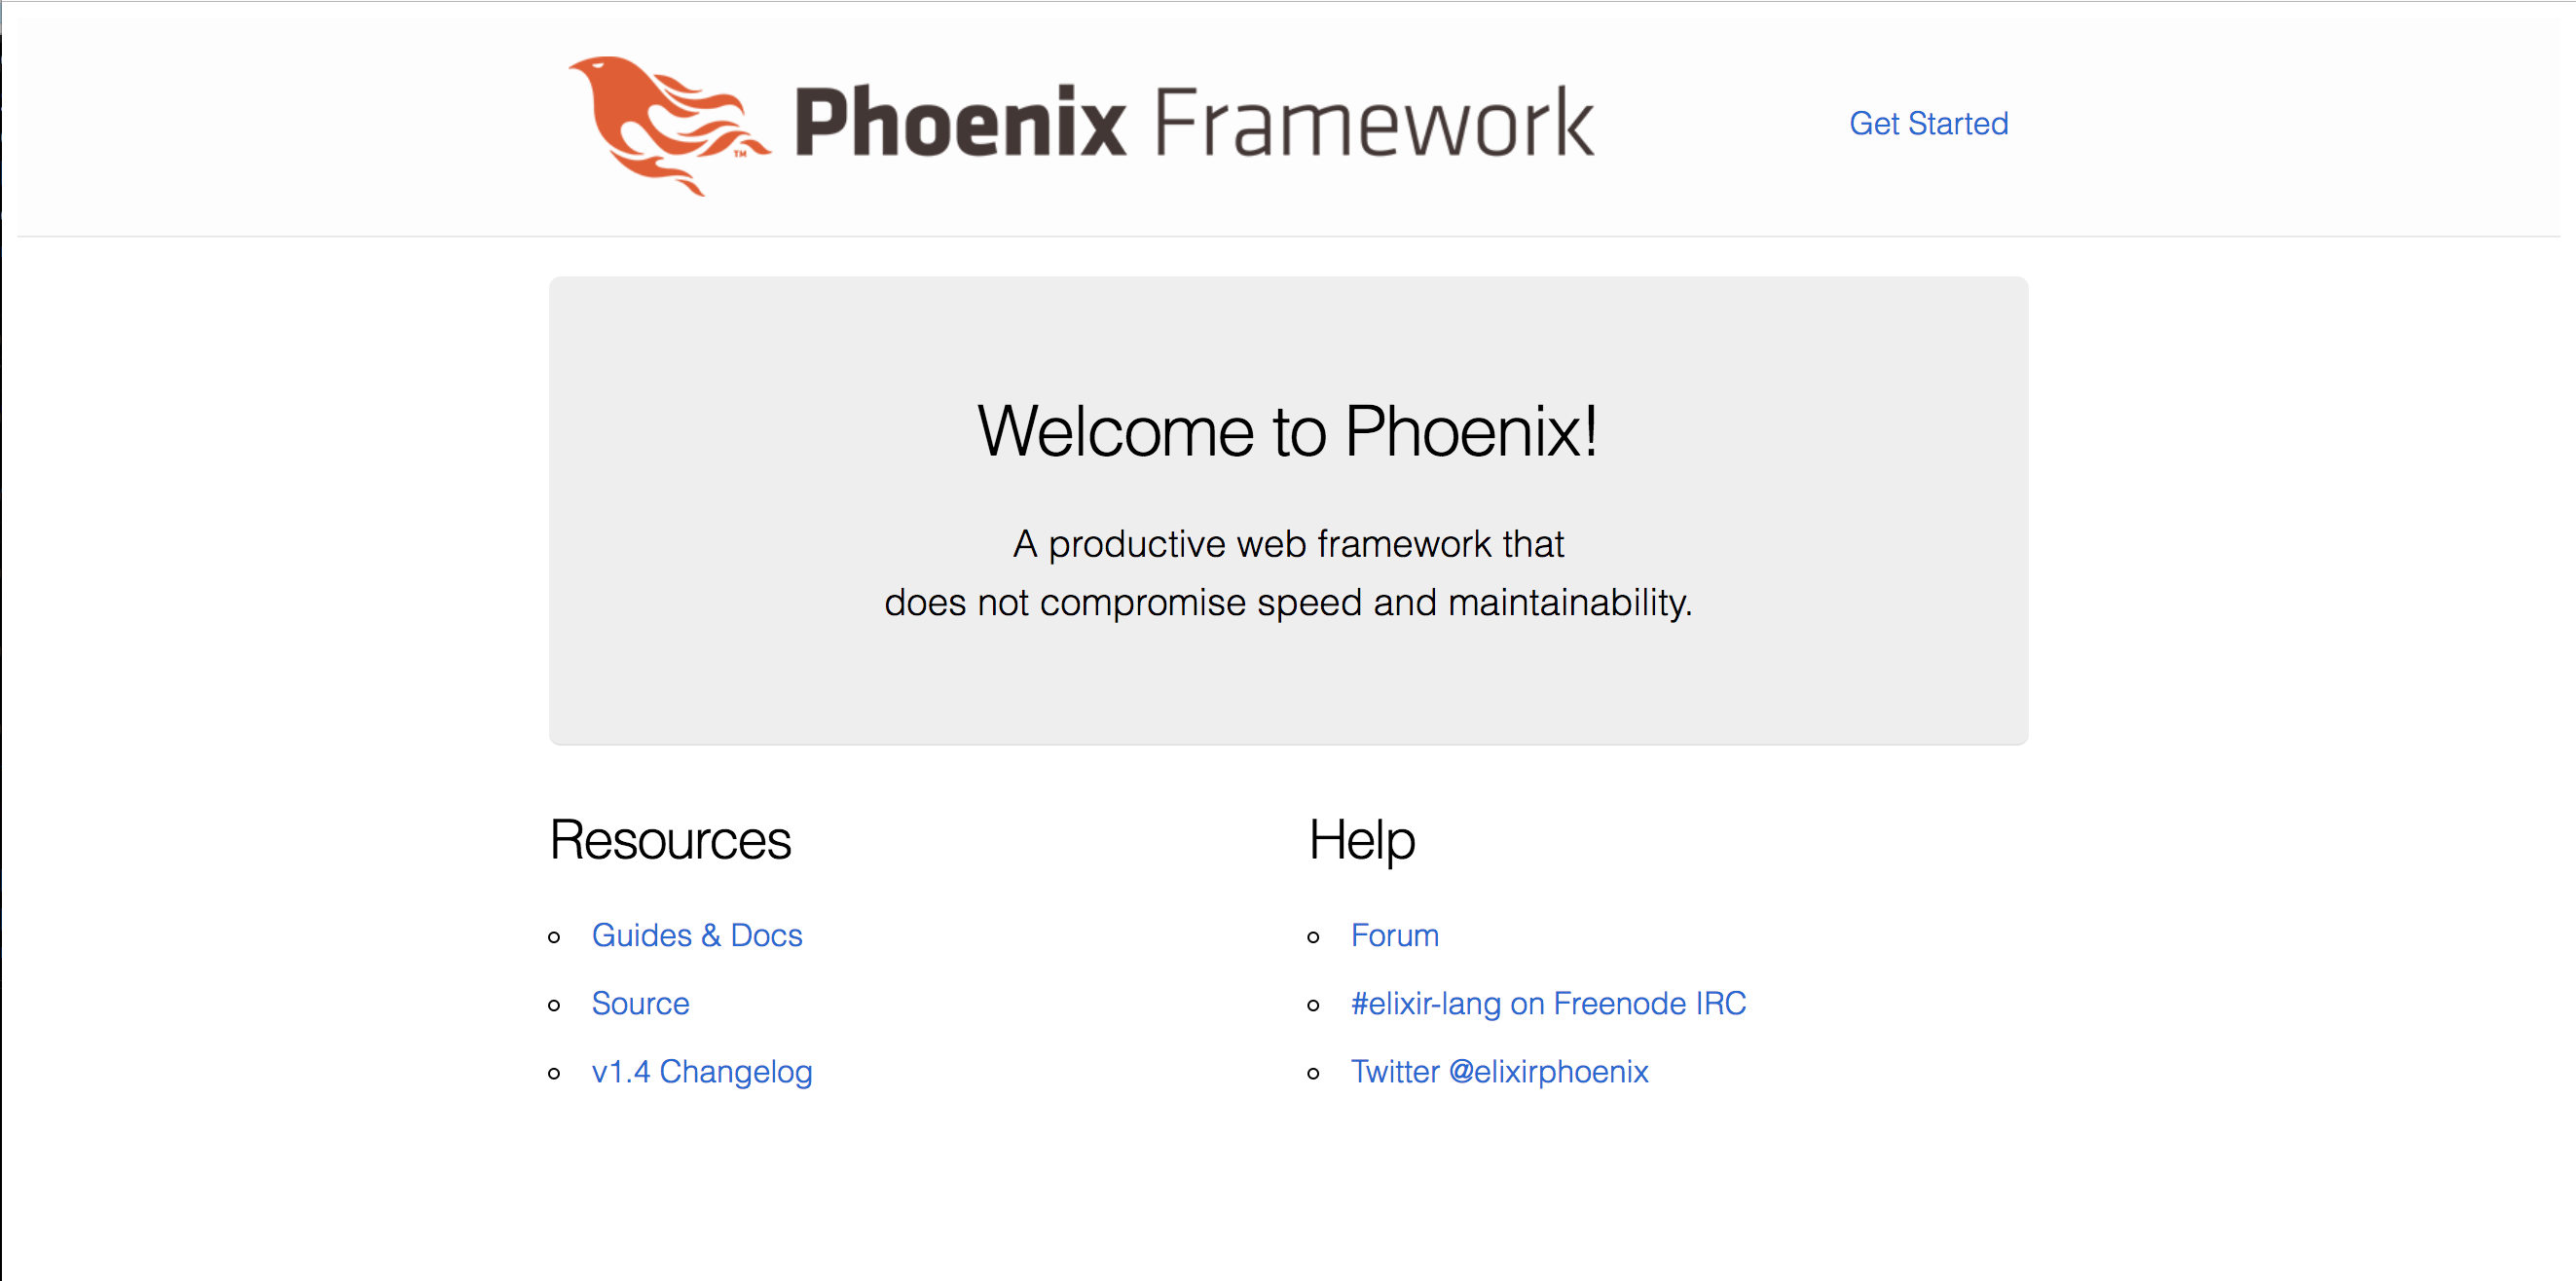 Phoenix Framework
TM
Get Started
Welcome to Phoenix!
A productive web framework that
does not compromise speed and maintainability.
Resources
Guides & Docs
Source
v1.4 Changelog
Help
Forum
#elixir-lang on Freenode IRC
Twitter @elixirphoenix